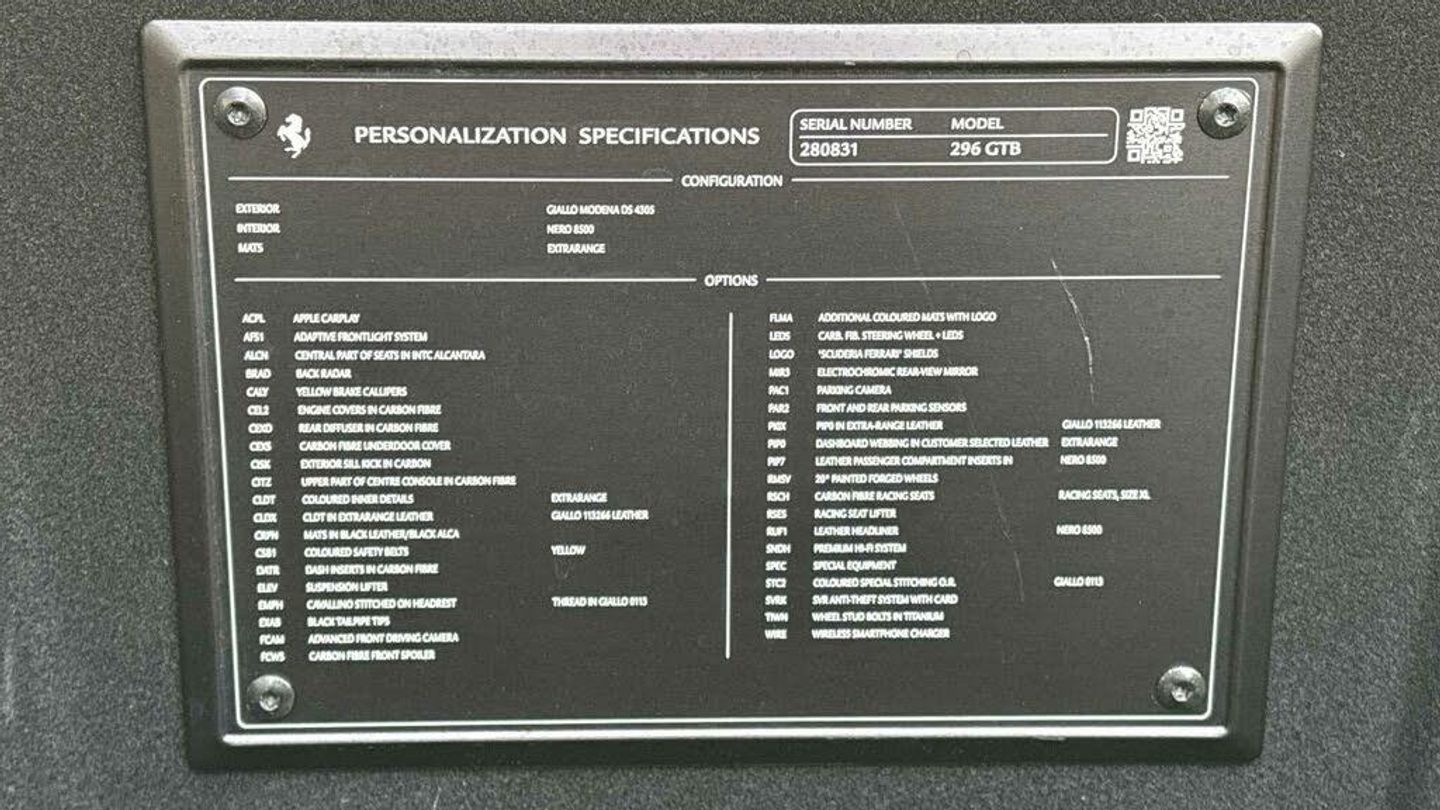 PERSONALIZATION SPECIFICATIONS
SERIAL NUMBER MODEL
280831 296 GTB
CONFIGURATION
EXTERIOR GIALLO MODENA DS 4305
INTERIOR NERO 8500
MATS EXTRARANGE
OPTIONS
ACPL APPLE CARPLAY
AFS1 ADAPTIVE FRONTLIGHT SYSTEM
ALCN CENTRAL PART OF SEATS IN INTC ALCANTARA
BRAD BACK RADAR
CALY YELLOW BRAKE CALLIPERS
CEL2 ENGINE COVERS IN CARBON FIBRE
CEXD REAR DIFFUSER IN CARBON FIBRE
CEXS CARBON FIBRE UNDERDOOR COVER
CISK EXTERIOR SILL KICK IN CARBON
CITZ UPPER PART OF CENTRE CONSOLE IN CARBON FIBRE
CLDT COLOURED INNER DETAILS EXTRARANGE
CLDX CLDT IN EXTRARANGE LEATHER GIALLO 113266 LEATHER
CRPN MATS IN BLACK LEATHER/BLACK ALCA
CSB1 COLOURED SAFETY BELTS YELLOW
DATR DASH INSERTS IN CARBON FIBRE
ELEV SUSPENSION LIFTER
EMPH CAVALLINO STITCHED ON HEADREST THREAD IN GIALLO 0113
EXAB BLACK TAILPIPE TIPS
FCAM ADVANCED FRONT DRIVING CAMERA
FCWS CARBON FIBRE FRONT SPOILER
FLMA ADDITIONAL COLOURED MATS WITH LOGO
LEDS CARB. FIB. STEERING WHEEL + LEDS
LOGO "SCUDERIA FERRARI" SHIELDS
MIR3 ELECTROCHROMIC REAR-VIEW MIRROR
PAC1 PARKING CAMERA
PAR2 FRONT AND REAR PARKING SENSORS
PI0X PIP0 IN EXTRA-RANGE LEATHER GIALLO 113266 LEATHER
PIP0 DASHBOARD WEBBING IN CUSTOMER SELECTED LEATHER EXTRARANGE
PIP7 LEATHER PASSENGER COMPARTMENT INSERTS IN NERO 8500
RMSV 20" PAINTED FORGED WHEELS
RSCH CARBON FIBRE RACING SEATS RACING SEATS, SIZE XL
RSES RACING SEAT LIFTER
RUF1 LEATHER HEADLINER NERO 8500
SNDH PREMIUM HI-FI SYSTEM
SPEC SPECIAL EQUIPMENT
STC2 COLOURED SPECIAL STITCHING O.R. GIALLO 0113
SVRK SVR ANTI-THEFT SYSTEM WITH CARD
TIWH WHEEL STUD BOLTS IN TITANIUM
WIRE WIRELESS SMARTPHONE CHARGER